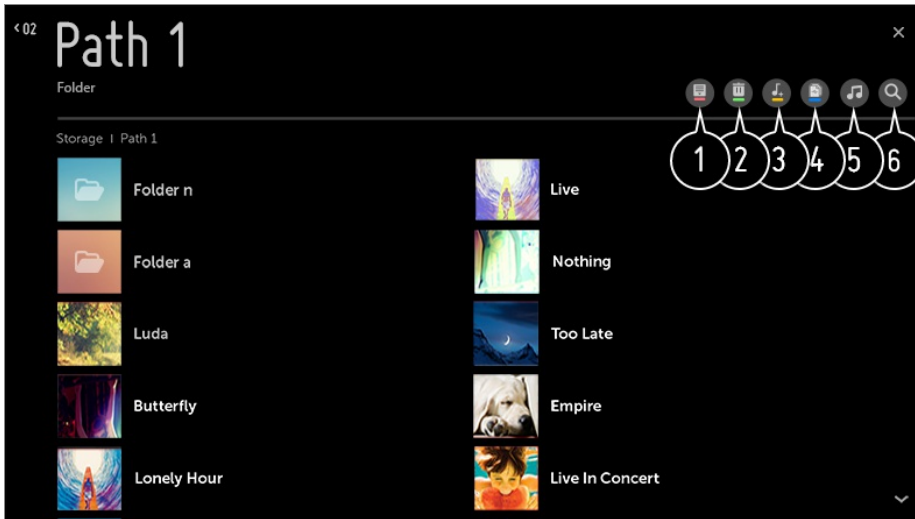 <02
Path 1
Folder
Storage I Path 1
1 2 3 4 5 6
Folder n
Live
Folder a
Nothing
Luda
Too Late
Butterfly
Empire
Lonely Hour
Live In Concert